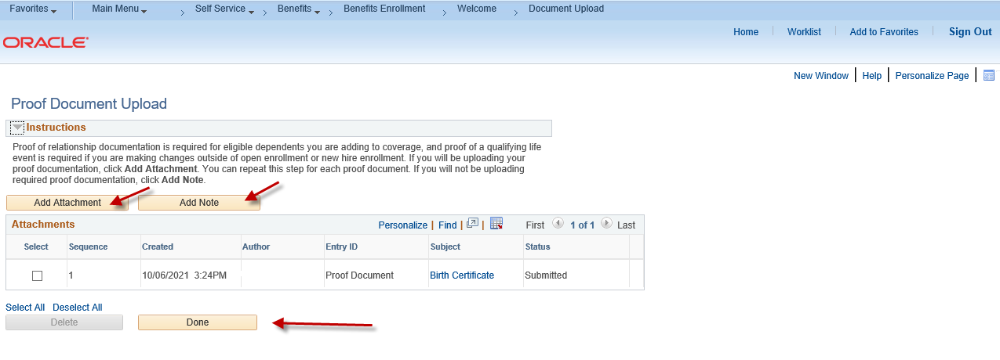 Favorites Main Menu Self Service Benefits Benefits Enrollment Welcome Document Upload
ORACLE
Home Worklist Add to Favorites Sign Out
New Window Help Personalize Page
Proof Document Upload
Instructions
Proof of relationship documentation is required for eligible dependents you are adding to coverage, and proof of a qualifying life
event is required if you are making changes outside of open enrollment or new hire enrollment. If you will be uploading your
proof documentation, click Add Attachment. You can repeat this step for each proof document. If you will not be uploading
required proof documentation, click Add Note.
Add Attachment Add Note
Attachments Personalize | Find | | First 1 of 1 Last
Select Sequence Created Author Entry ID Subject Status
1 10/06/2021 3:24PM Proof Document Birth Certificate Submitted
Select All Deselect All
Delete Done